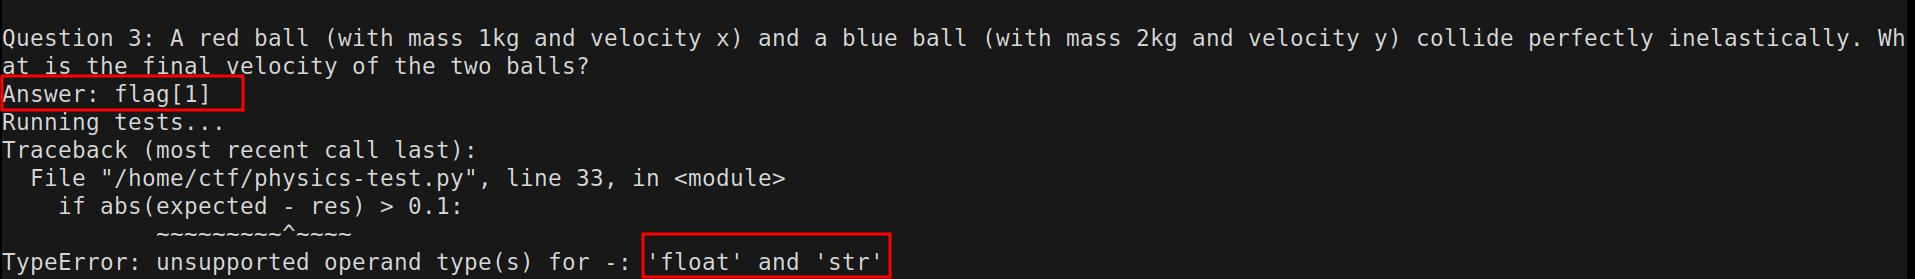 Question 3: A red ball (with mass 1kg and velocity x) and a blue ball (with mass 2kg and velocity y) collide perfectly inelastically. Wh
at is the final velocity of the two balls?
Answer: flag[1]
Running tests...
Traceback (most recent call last):
  File "/home/ctf/physics-test.py", line 33, in <module>
    if abs(expected - res) > 0.1:
           ~~~~~~~~~^~~~~
TypeError: unsupported operand type(s) for -: 'float' and 'str'